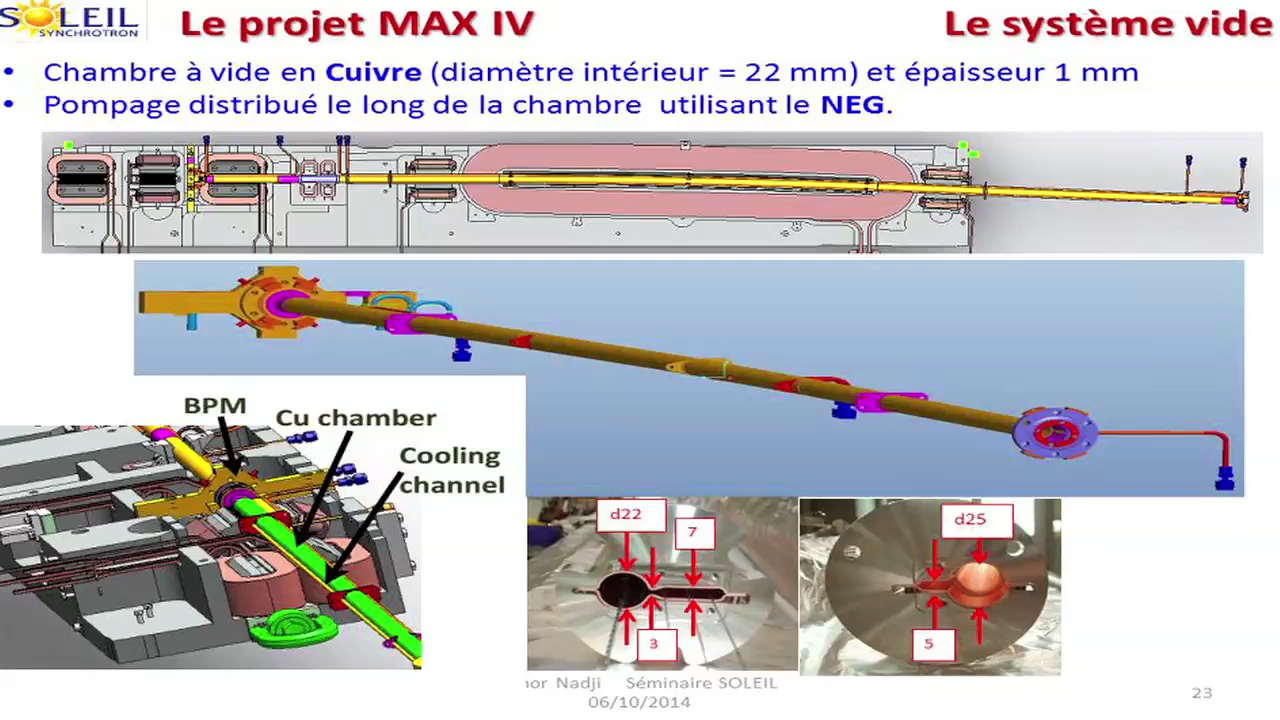 SOLEIL
SYNCHROTRON
Le projet MAX IV
Le système vide
• Chambre à vide en Cuivre (diamètre intérieur = 22 mm) et épaisseur 1 mm
• Pompage distribué le long de la chambre utilisant le NEG.
BPM
Cu chamber
Cooling
channel
d22
7
3
d25
5
Nadji Séminaire SOLEIL
06/10/2014
23